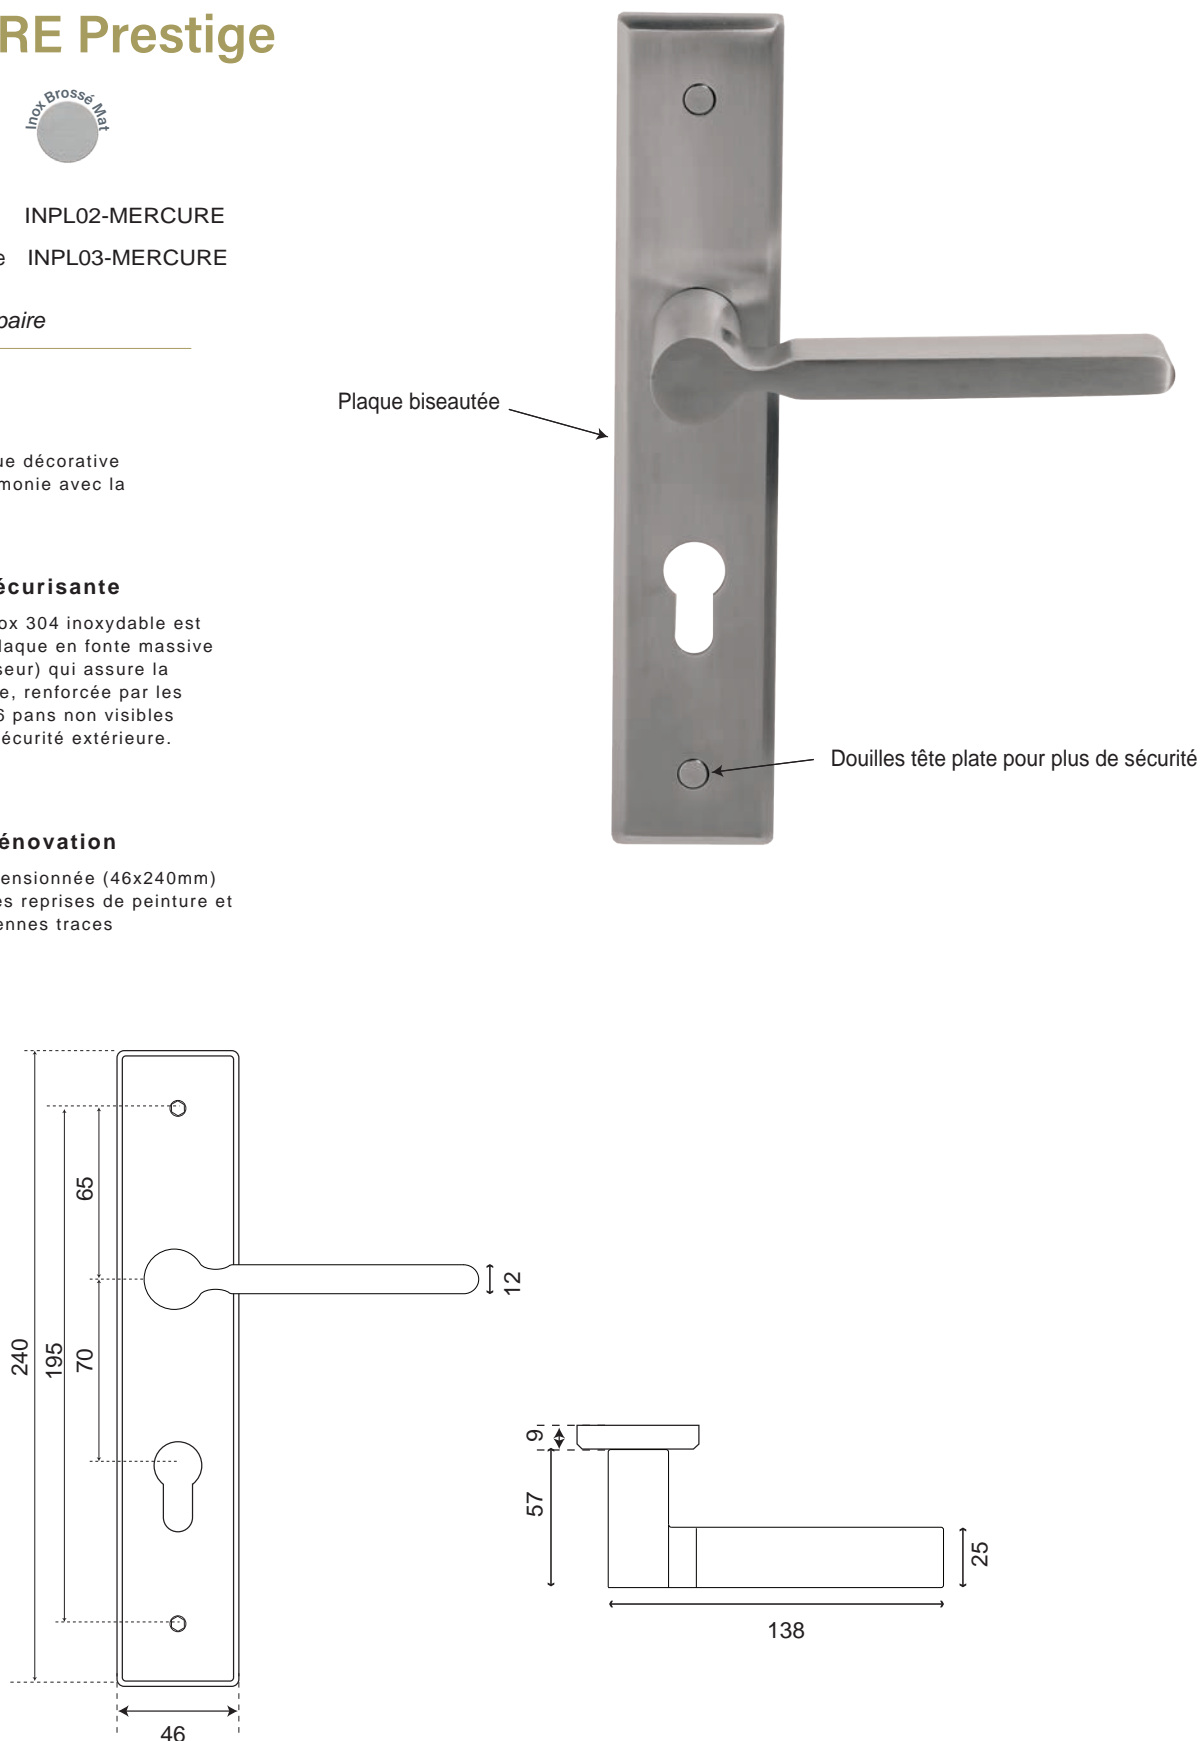 RE Prestige
Inox Brossé Mat
INPL02-MERCURE
e INPL03-MERCURE
paire
Plaque biseautée
ue décorative
monie avec la
écurisante
ox 304 inoxydable est
laque en fonte massive
seur) qui assure la
e, renforcée par les
6 pans non visibles
écurité extérieure.
Douilles tête plate pour plus de sécurité
énovation
ensionnée (46x240mm)
es reprises de peinture et
ennes traces
65
12
240
195
70
9
57
25
138
46